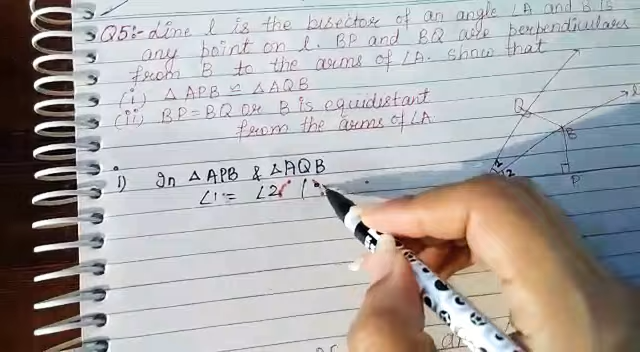 Q5:- Line l is the bisector of an angle ∠A and B is
any point on l. BP and BQ are perpendiculars
from B to the arms of ∠A. show that
(i) △APB ≅ △AQB
(ii) BP = BQ or B is equidistant
from the arms of ∠A
Q
l
B
1
2
P
i) In △APB & △AQB
∠1 = ∠2